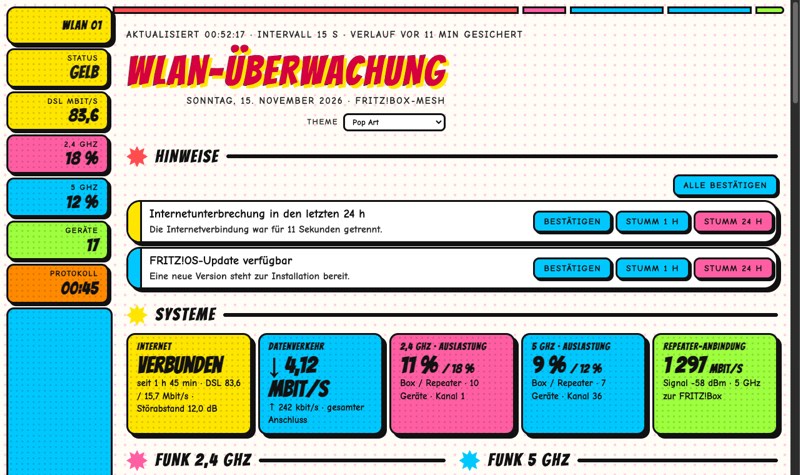 WLAN 01
STATUS
GELB
DSL MBIT/S
83,6
2,4 GHZ
18 %
5 GHZ
12 %
GERÄTE
17
PROTOKOLL
00:45
AKTUALISIERT 00:52:17 · INTERVALL 15 S · VERLAUF VOR 11 MIN GESICHERT
WLAN-ÜBERWACHUNG
SONNTAG, 15. NOVEMBER 2026 · FRITZ!BOX-MESH
THEME Pop Art
HINWEISE
ALLE BESTÄTIGEN
Internetunterbrechung in den letzten 24 h
Die Internetverbindung war für 11 Sekunden getrennt.
BESTÄTIGEN STUMM 1 H STUMM 24 H
FRITZ!OS-Update verfügbar
Eine neue Version steht zur Installation bereit.
BESTÄTIGEN STUMM 1 H STUMM 24 H
SYSTEME
INTERNET
VERBUNDEN
seit 1 h 45 min · DSL 83,6
/ 15,7 Mbit/s ·
Störabstand 12,0 dB
DATENVERKEHR
↓ 4,12
MBIT/S
↑ 242 kbit/s · gesamter
Anschluss
2,4 GHZ · AUSLASTUNG
11 % / 18 %
Box / Repeater · 10
Geräte · Kanal 1
5 GHZ · AUSLASTUNG
9 % / 12 %
Box / Repeater · 7
Geräte · Kanal 36
REPEATER-ANBINDUNG
1 297 MBIT/S
Signal -58 dBm · 5 GHz
zur FRITZ!Box
FUNK 2,4 GHZ
FUNK 5 GHZ